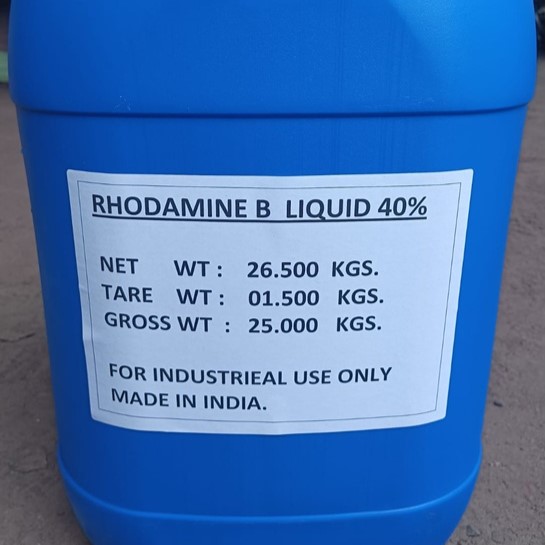 RHODAMINE B LIQUID 40%
NET WT : 26.500 KGS.
TARE WT : 01.500 KGS.
GROSS WT : 25.000 KGS.
FOR INDUSTRIEAL USE ONLY
MADE IN INDIA.